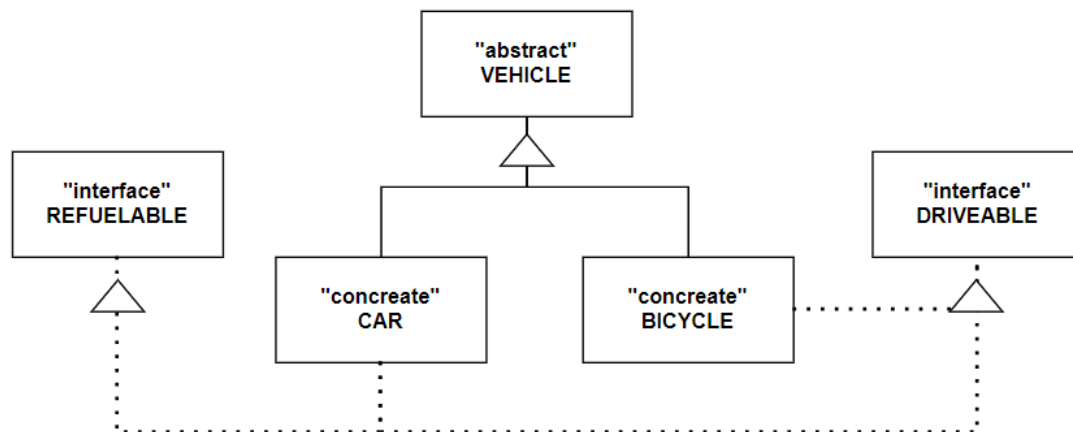 "abstract"
VEHICLE
"interface"
REFUELABLE
"interface"
DRIVEABLE
"concreate"
CAR
"concreate"
BICYCLE